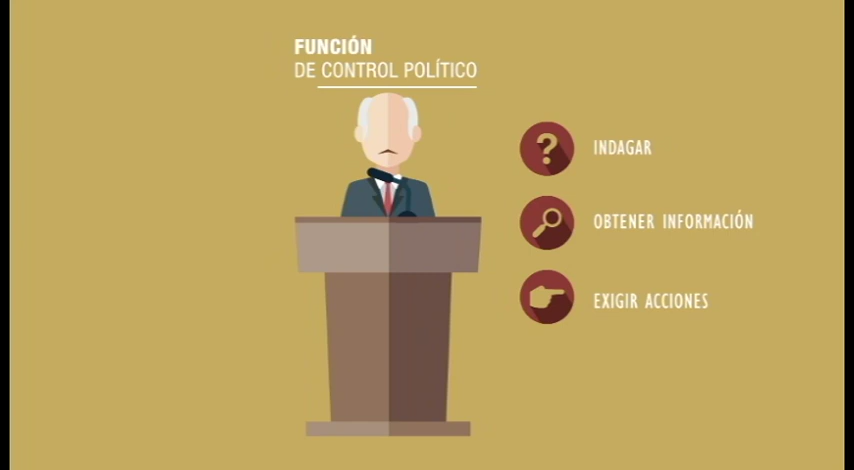 FUNCIÓN
DE CONTROL POLÍTICO
INDAGAR
OBTENER INFORMACIÓN
EXIGIR ACCIONES